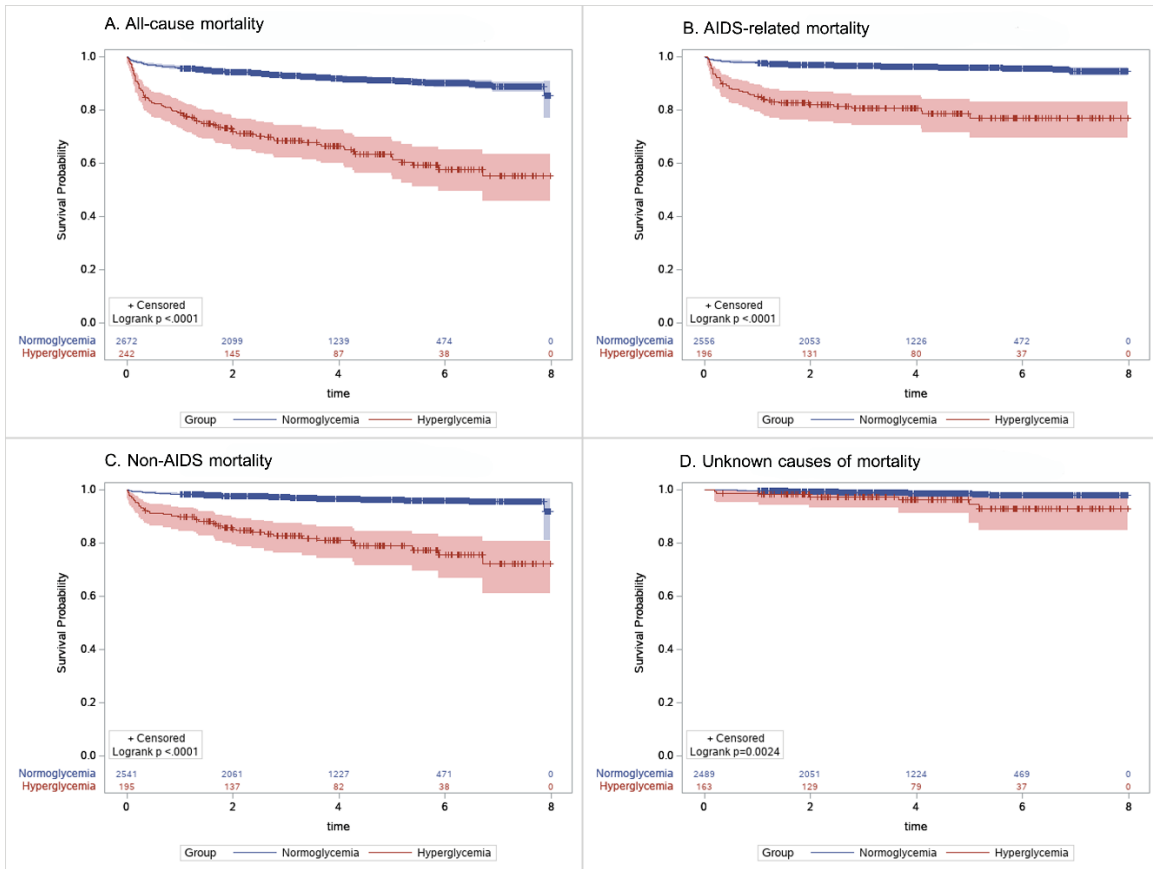 A. All-cause mortality
1.0
0.8
0.6
0.4
0.2
0.0
Survival Probability
+ Censored
Logrank p <.0001
Normoglycemia 2672 2099 1239 474 0
Hyperglycemia 242 145 87 38 0
0 2 4 6 8
time
Group Normoglycemia Hyperglycemia
B. AIDS-related mortality
1.0
0.8
0.6
0.4
0.2
0.0
Survival Probability
+ Censored
Logrank p <.0001
Normoglycemia 2556 2053 1226 472 0
Hyperglycemia 196 131 80 37 0
0 2 4 6 8
time
Group Normoglycemia Hyperglycemia
C. Non-AIDS mortality
1.0
0.8
0.6
0.4
0.2
0.0
Survival Probability
+ Censored
Logrank p <.0001
Normoglycemia 2541 2061 1227 471 0
Hyperglycemia 195 137 82 38 0
0 2 4 6 8
time
Group Normoglycemia Hyperglycemia
D. Unknown causes of mortality
1.0
0.8
0.6
0.4
0.2
0.0
Survival Probability
+ Censored
Logrank p=0.0024
Normoglycemia 2489 2051 1224 469 0
Hyperglycemia 163 129 79 37 0
0 2 4 6 8
time
Group Normoglycemia Hyperglycemia